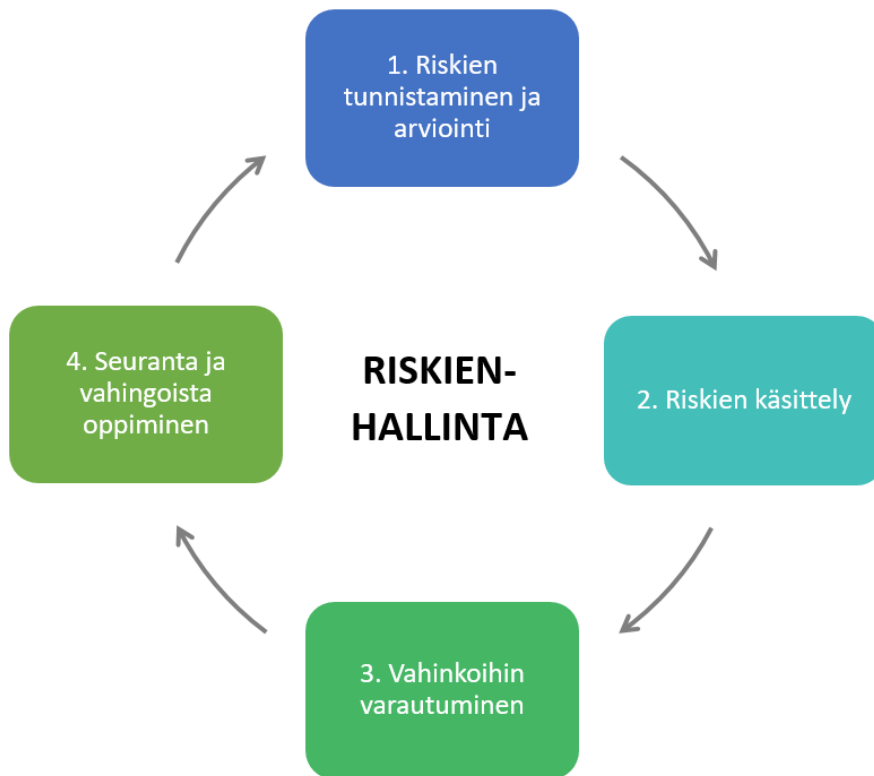 1. Riskien
tunnistaminen ja
arviointi
4. Seuranta ja
vahingoista
oppiminen
RISKIEN-
HALLINTA
2. Riskien käsittely
3. Vahinkoihin
varautuminen